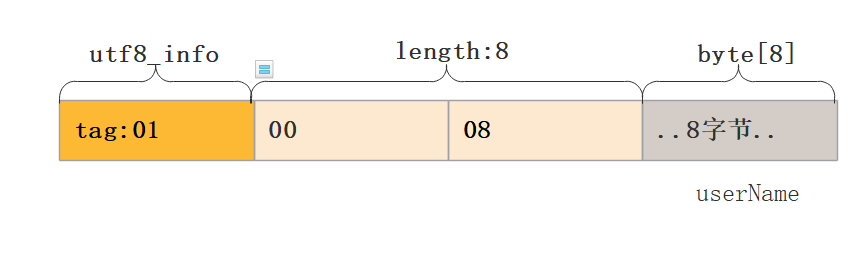 utf8_info length:8 byte[8]
tag:01 00 08 ..8字节..
userName